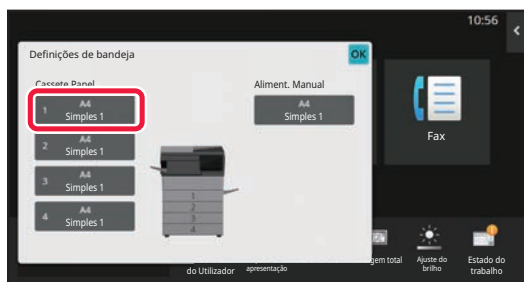 10:56
Definições de bandeja
OK
Cassete Panel
Aliment. Manual
1 A4
Simples 1
A4
Simples 1
2 A4
Simples 1
3 A4
Simples 1
4 A4
Simples 1
1
2
3
4
Fax
do Utilizador
apresentação
gem total
Ajuste do
brilho
Estado do
trabalho